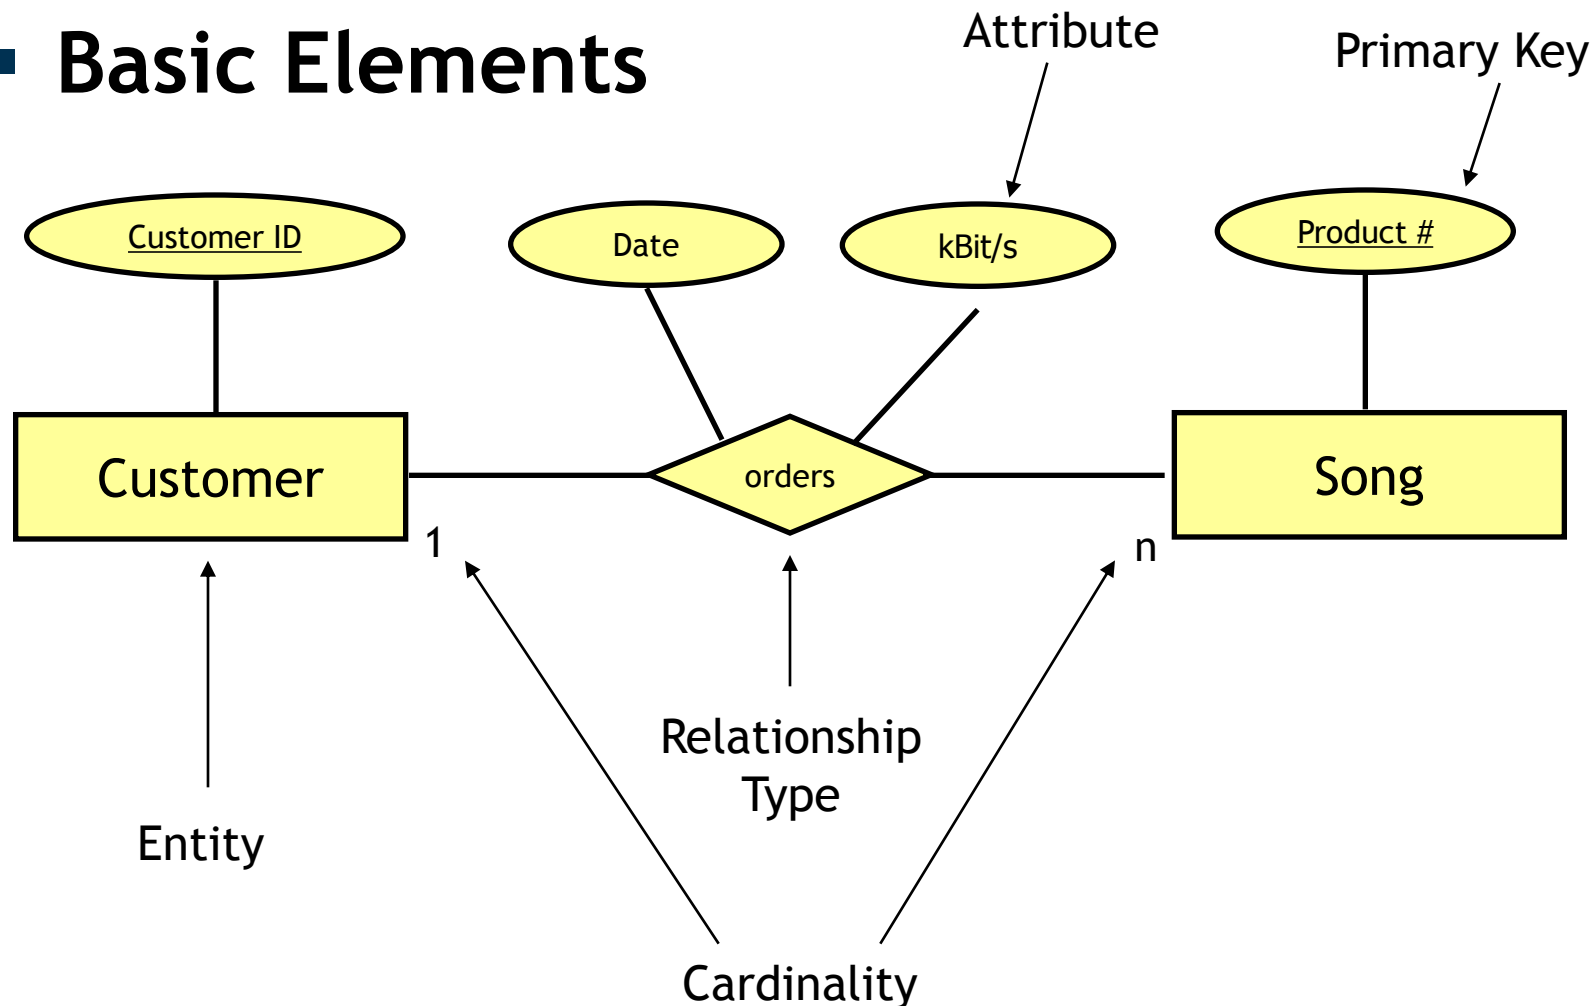 Basic Elements
Attribute
Primary Key
Customer ID
Date
kBit/s
Product #
Customer
orders
Song
1
n
Relationship
Type
Entity
Cardinality